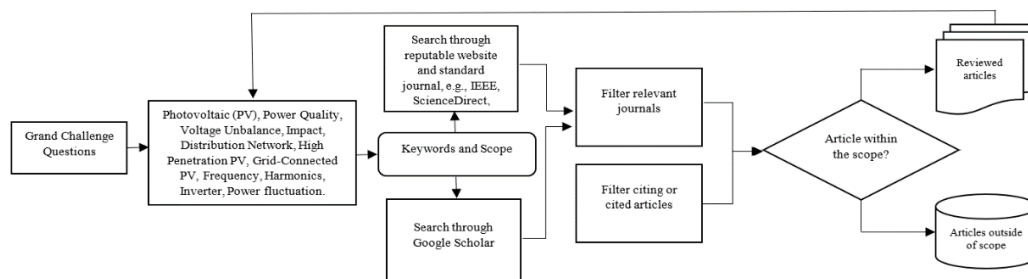 Grand Challenge
Questions
Photovoltaic (PV), Power Quality,
Voltage Unbalance, Impact,
Distribution Network, High
Penetration PV, Grid-Connected
PV, Frequency, Harmonics,
Inverter, Power fluctuation.
Search through
reputable website
and standard
journal, e.g., IEEE,
ScienceDirect,
Keywords and Scope
Search through
Google Scholar
Filter relevant
journals
Filter citing or
cited articles
Article within
the scope?
Reviewed
articles
Articles outside
of scope